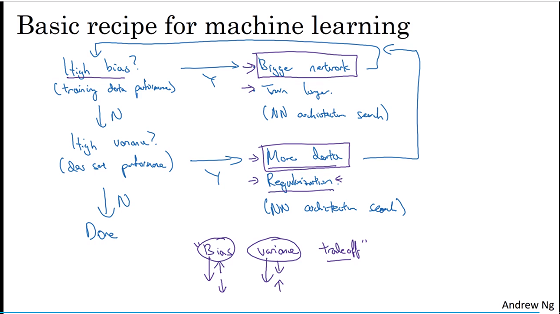 Basic recipe for machine learning
High bias?
(training data performance)
Y
Bigger network
Train longer.
(NN architecture search)
N
High variance?
(dev set performance)
Y
More data
Regularization
(NN architecture search)
N
Done
"Bias variance tradeoff"
Andrew Ng